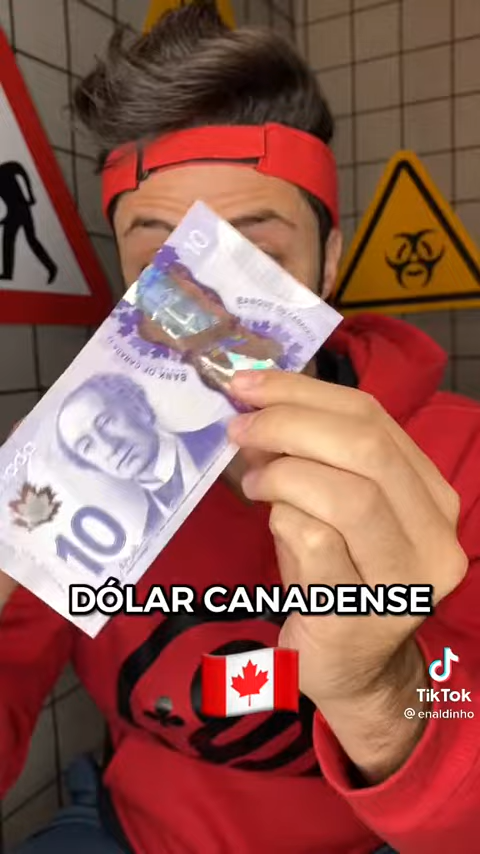 10
BANK OF CANADA
BANQUE DU CANADA
10
DÓLAR CANADENSE
TikTok
@enaldinho